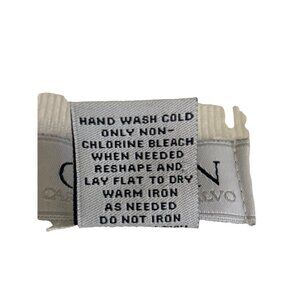 HAND WASH COLD
ONLY NON-
CHLORINE BLEACH
WHEN NEEDED
RESHAPE AND
LAY FLAT TO DRY
WARM IRON
AS NEEDED
DO NOT IRON